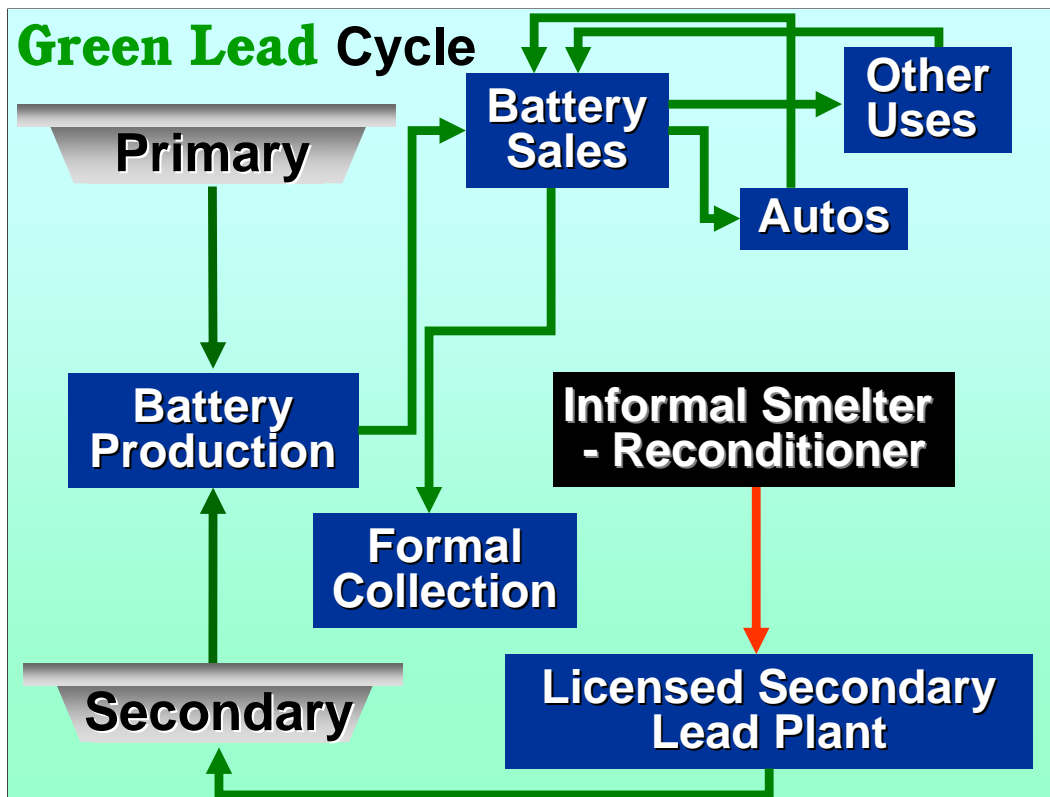 Green Lead Cycle
Primary
Battery
Sales
Other
Uses
Autos
Battery
Production
Informal Smelter
- Reconditioner
Formal
Collection
Secondary
Licensed Secondary
Lead Plant